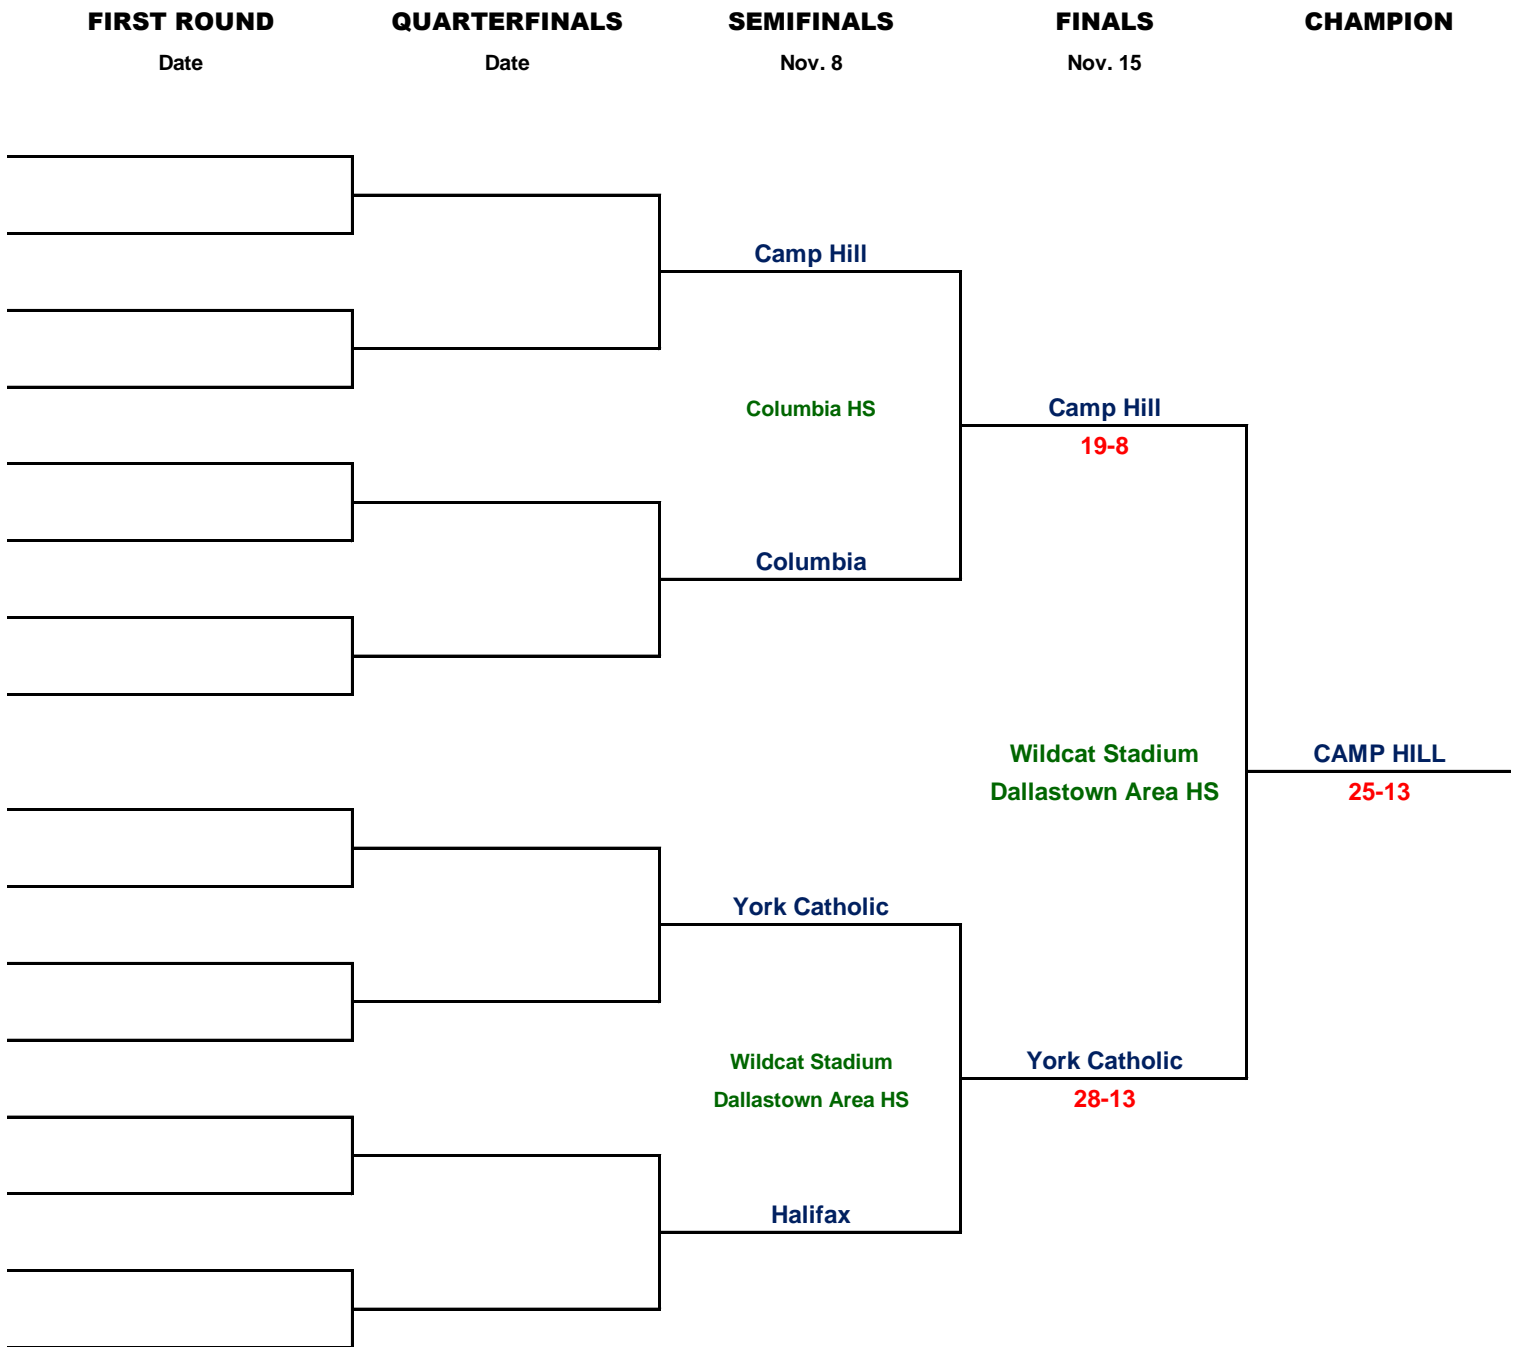 FIRST ROUND
QUARTERFINALS
SEMIFINALS
FINALS
CHAMPION
Date
Date
Nov. 8
Nov. 15
Camp Hill
Columbia HS
Camp Hill
19-8
Columbia
Wildcat Stadium
Dallastown Area HS
CAMP HILL
25-13
York Catholic
Wildcat Stadium
Dallastown Area HS
York Catholic
28-13
Halifax